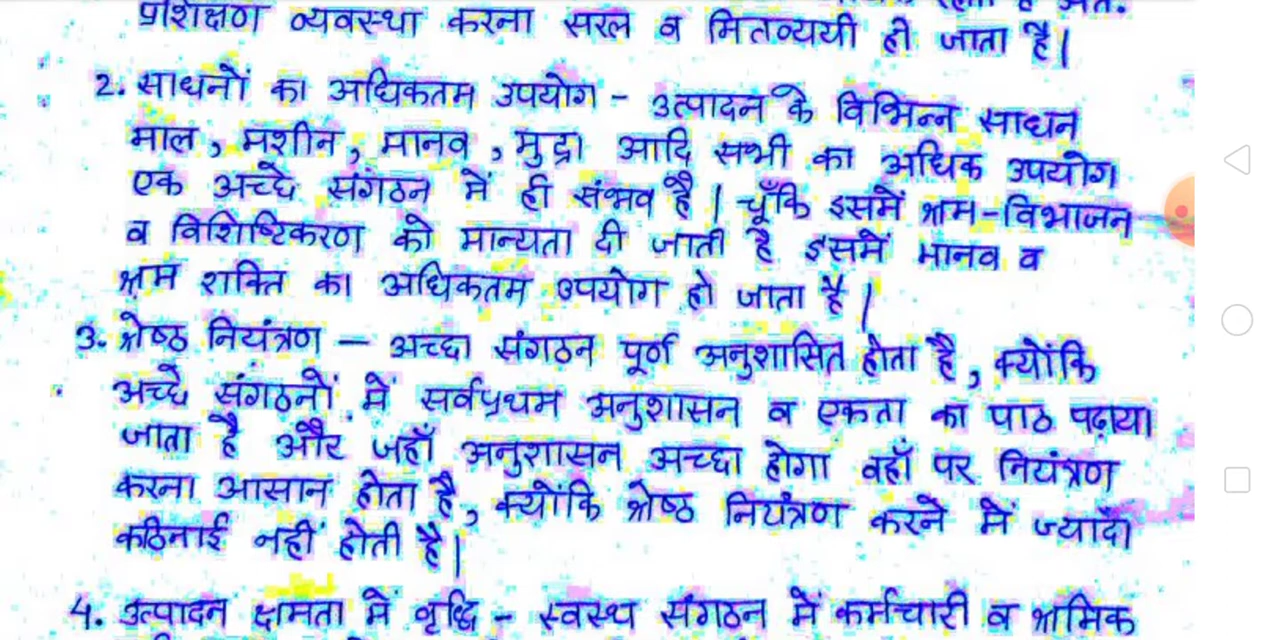 प्रशिक्षण व्यवस्था करना सरल व मितव्ययी हो जाता है।
2. साधनों का अधिकतम उपयोग - उत्पादन के विभिन्न साधन
माल, मशीन, मानव, मुद्रा आदि सभी का अधिक उपयोग
एक अच्छे संगठन में ही संभव है। चूँकि इसमें श्रम-विभाजन
व विशिष्टिकरण को मान्यता दी जाती है इसमें मानव व
श्रम शक्ति का अधिकतम उपयोग हो जाता है।
3. श्रेष्ठ नियंत्रण - अच्छा संगठन पूर्ण अनुशासित होता है, क्योंकि
अच्छे संगठनों में सर्वप्रथम अनुशासन व एकता का पाठ पढ़ाया
जाता है और जहाँ अनुशासन अच्छा होगा वहाँ पर नियंत्रण
करना आसान होता है, क्योंकि श्रेष्ठ नियंत्रण करने में ज्यादा
कठिनाई नहीं होती है।
4. उत्पादन क्षमता में वृद्धि - स्वस्थ संगठन में कर्मचारी व श्रमिक